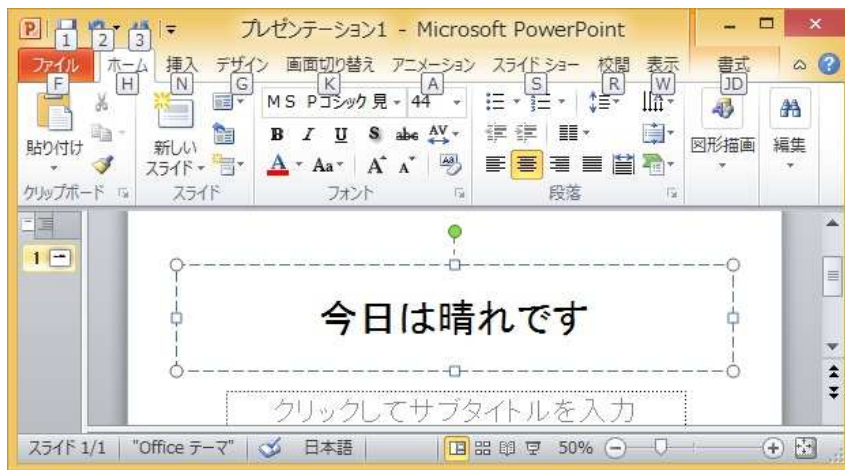 プレゼンテーション1 - Microsoft PowerPoint
1 2 3
ファイル ホーム 挿入 デザイン 画面切り替え アニメーション スライド ショー 校閲 表示 書式
F H N G K A S R W JD
MS Pゴシック 見 44
B I U S abc AV
貼り付け 新しい スライド A Aa A A 図形描画 編集
クリップボード スライド フォント 段落
1
今日は晴れです
クリックしてサブタイトルを入力
スライド 1/1 "Office テーマ" 日本語 50%